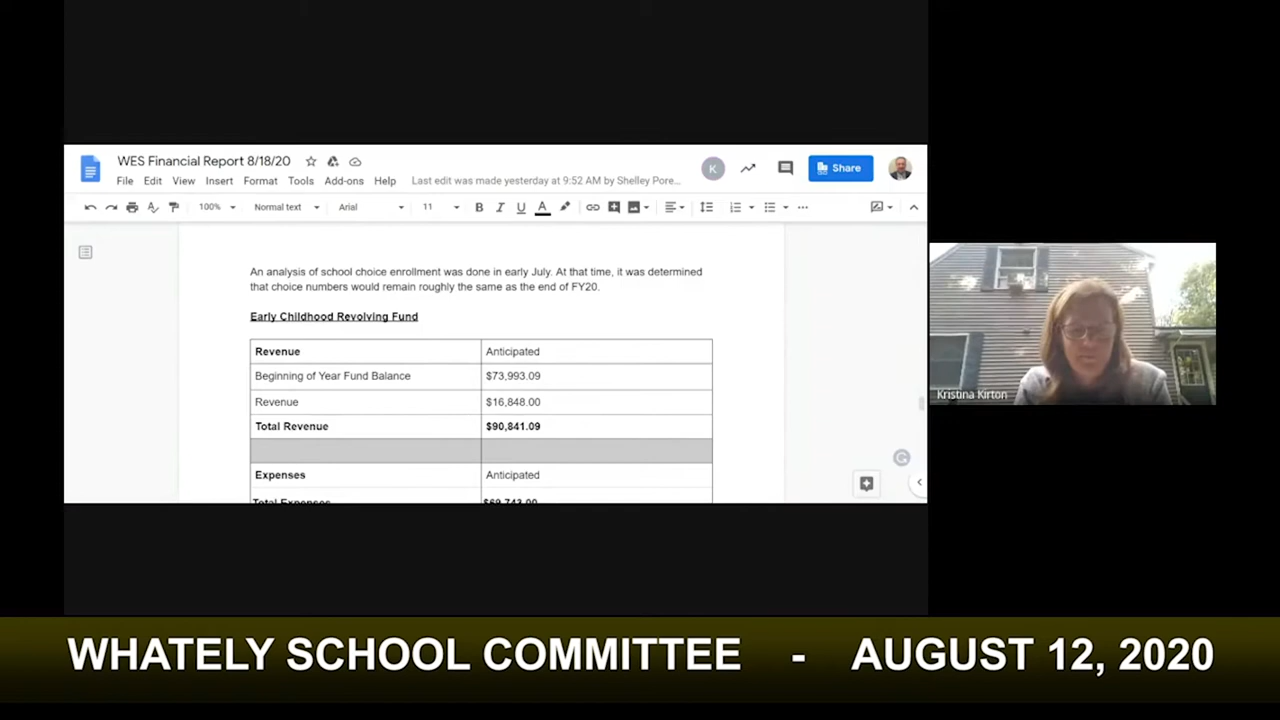 WES Financial Report 8/18/20
K
Share
File Edit View Insert Format Tools Add-ons Help Last edit was made yesterday at 9:52 AM by Shelley Pore...
100% Normal text Arial 11 B I U A
An analysis of school choice enrollment was done in early July. At that time, it was determined
that choice numbers would remain roughly the same as the end of FY20.
Early Childhood Revolving Fund
Revenue Anticipated
Beginning of Year Fund Balance $73,993.09
Revenue $16,848.00
Total Revenue $90,841.09
Expenses Anticipated
Total Expenses $69,743.00
Kristina Kirton
WHATELY SCHOOL COMMITTEE - AUGUST 12, 2020